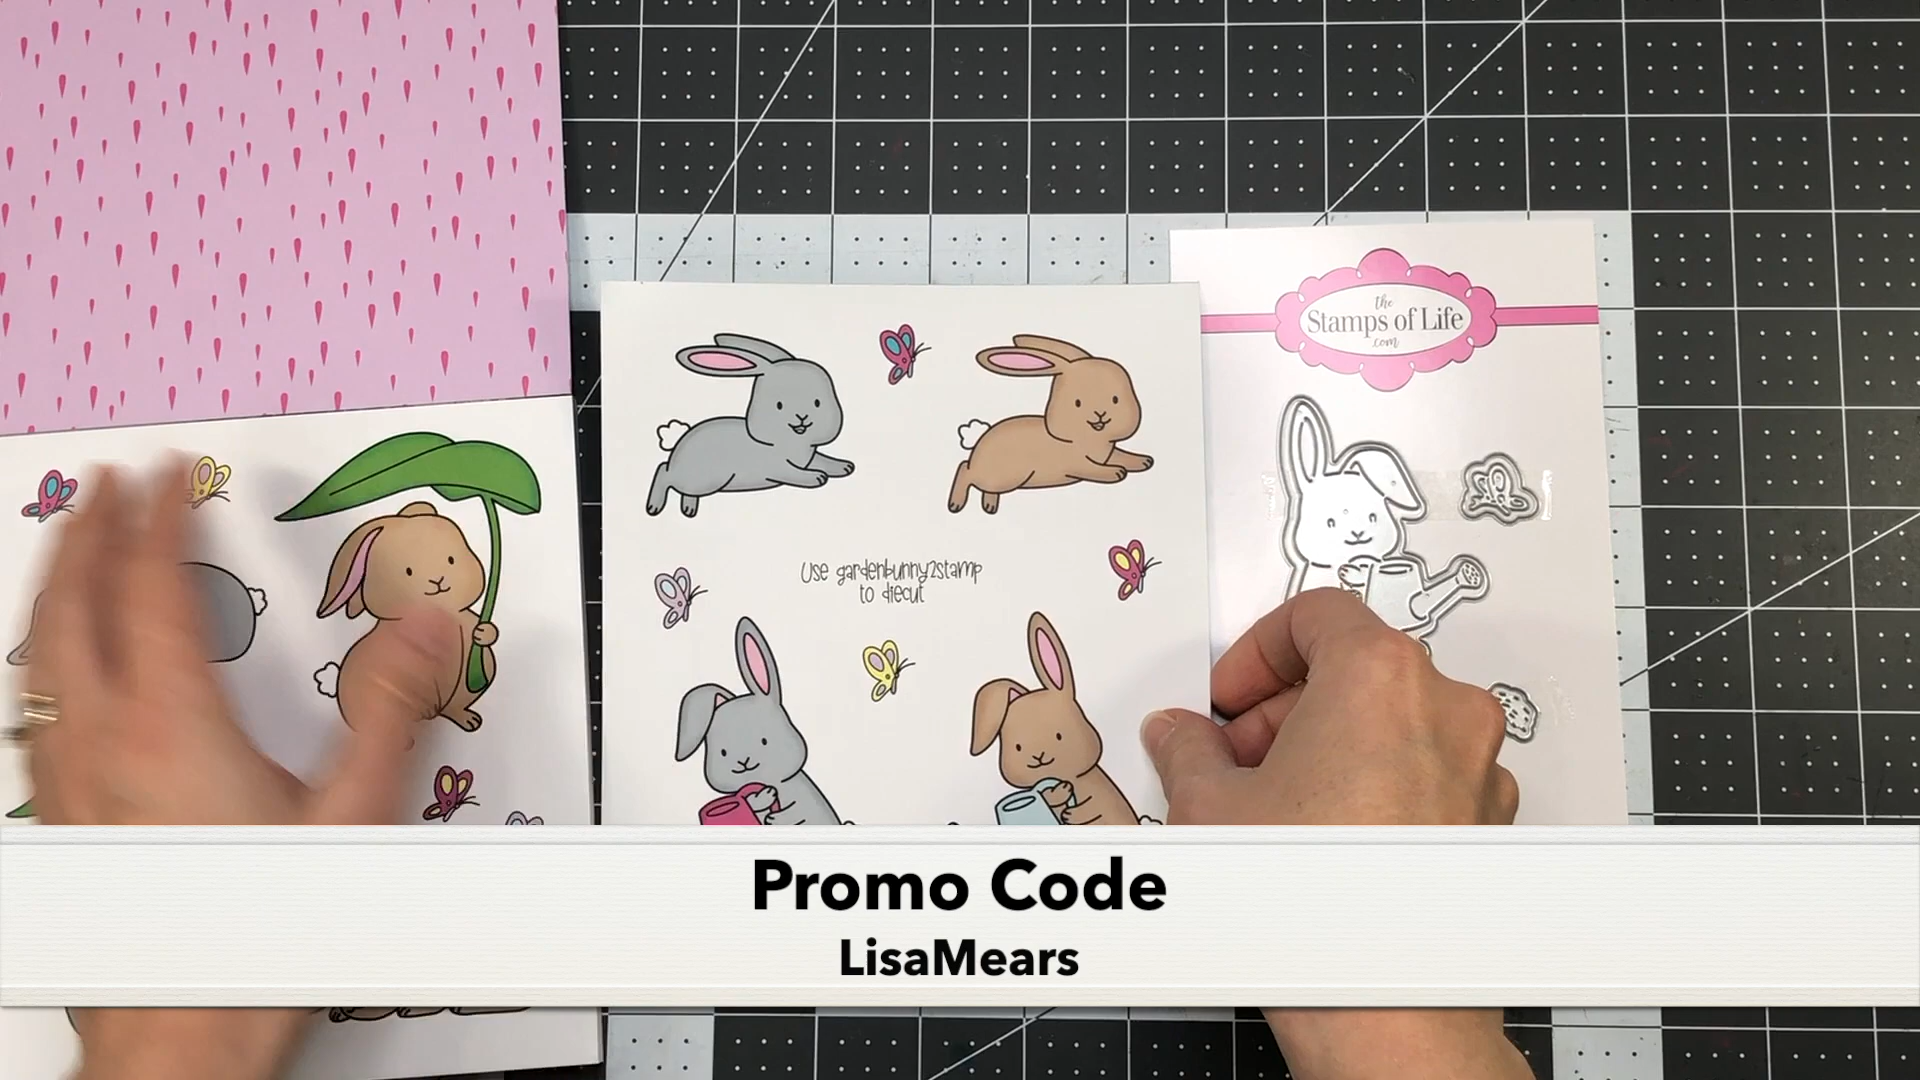 the
Stamps of Life
.com
Use gardenbunny2stamp
to diecut
Promo Code
LisaMears